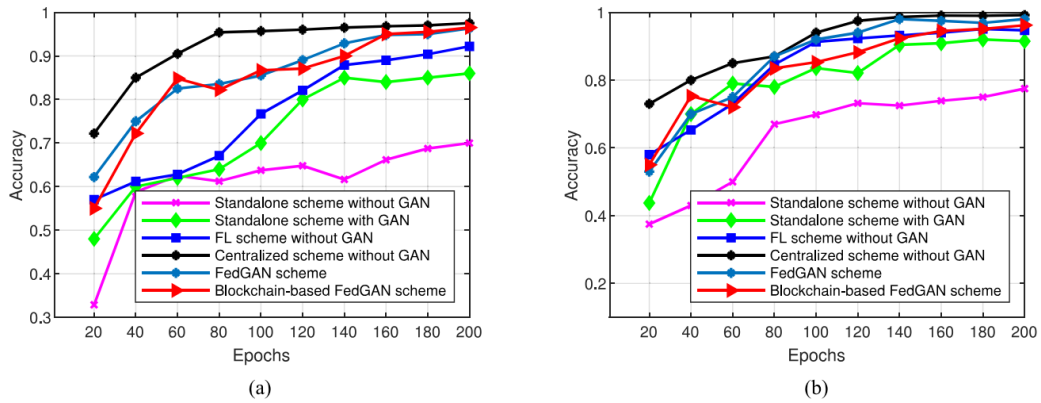 1
0.9
0.8
0.7
0.6
0.5
0.4
0.3
Accuracy
20 40 60 80 100 120 140 160 180 200
Epochs
Standalone scheme without GAN
Standalone scheme with GAN
FL scheme without GAN
Centralized scheme without GAN
FedGAN scheme
Blockchain-based FedGAN scheme
(a)
1
0.8
0.6
0.4
0.2
Accuracy
20 40 60 80 100 120 140 160 180 200
Epochs
Standalone scheme without GAN
Standalone scheme with GAN
FL scheme without GAN
Centralized scheme without GAN
FedGAN scheme
Blockchain-based FedGAN scheme
(b)